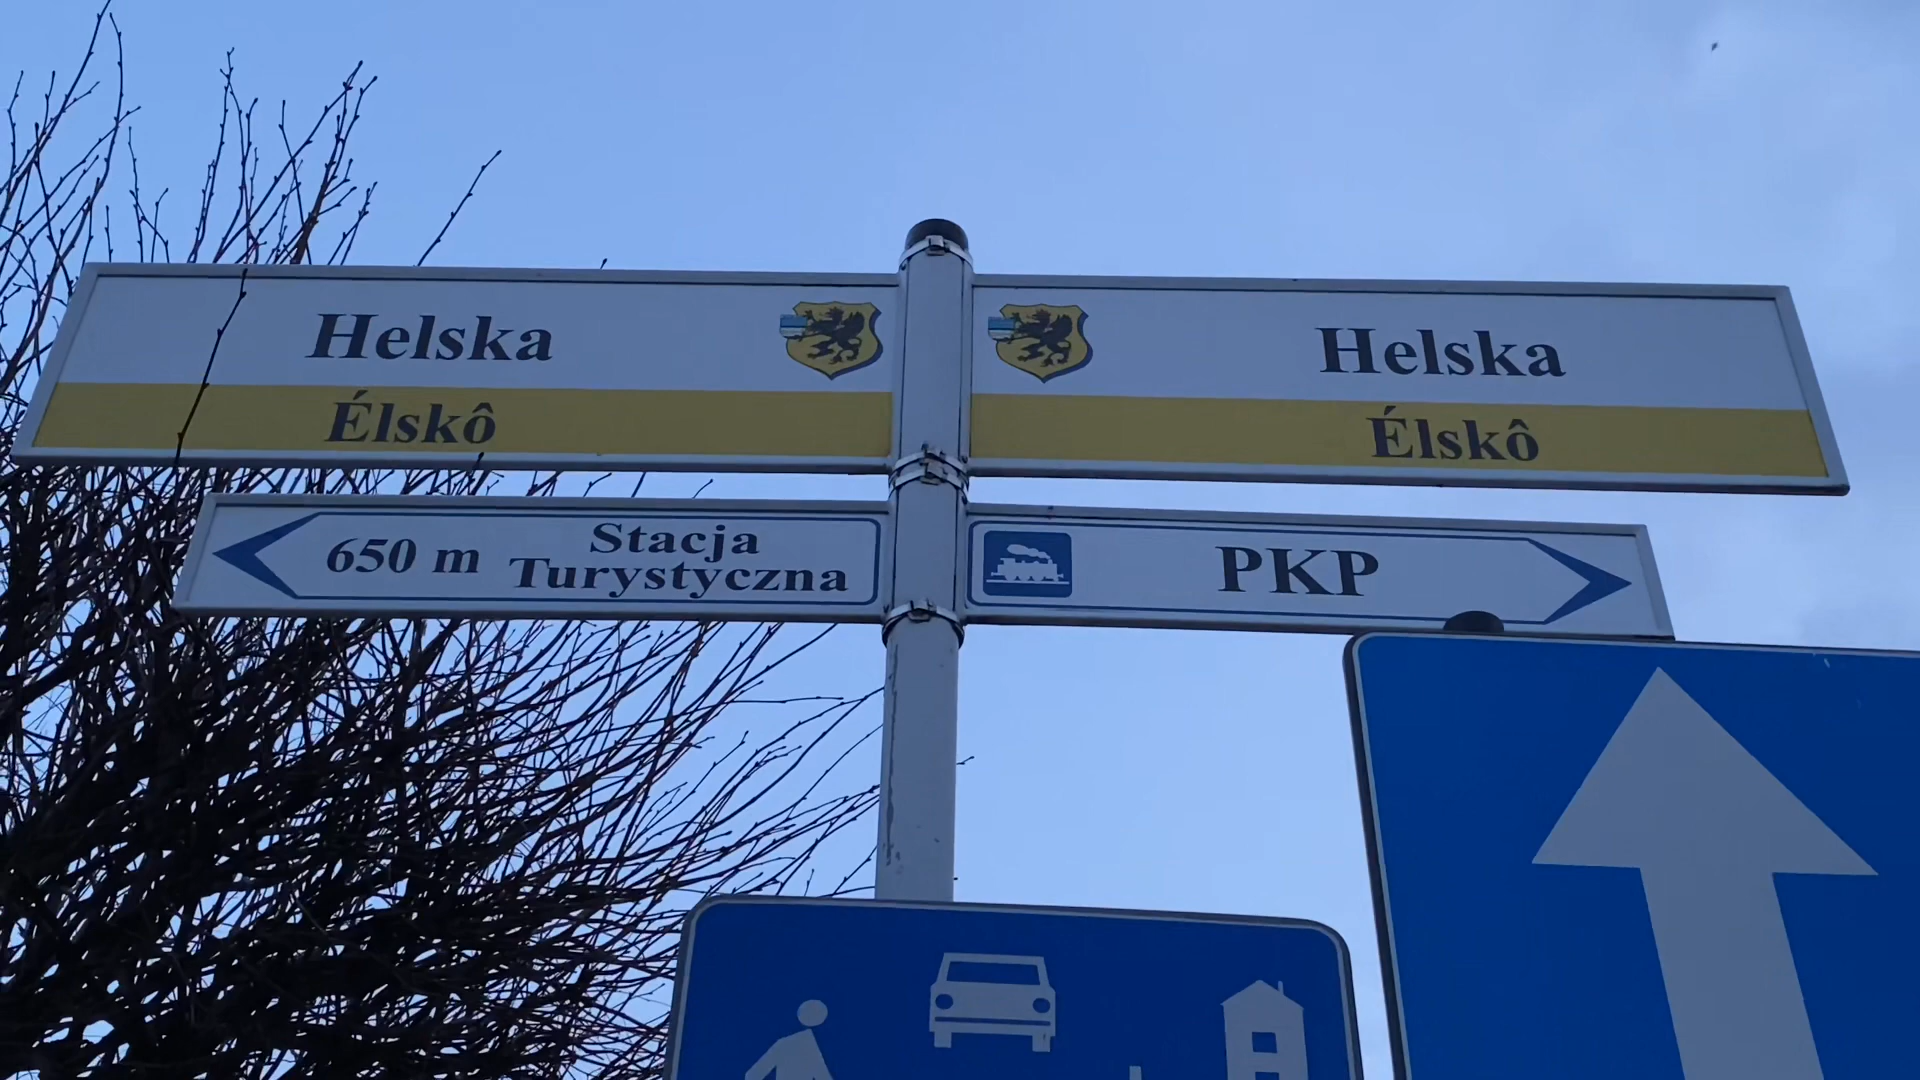 Helska
Élskô
Helska
Élskô
650 m
Stacja
Turystyczna
PKP